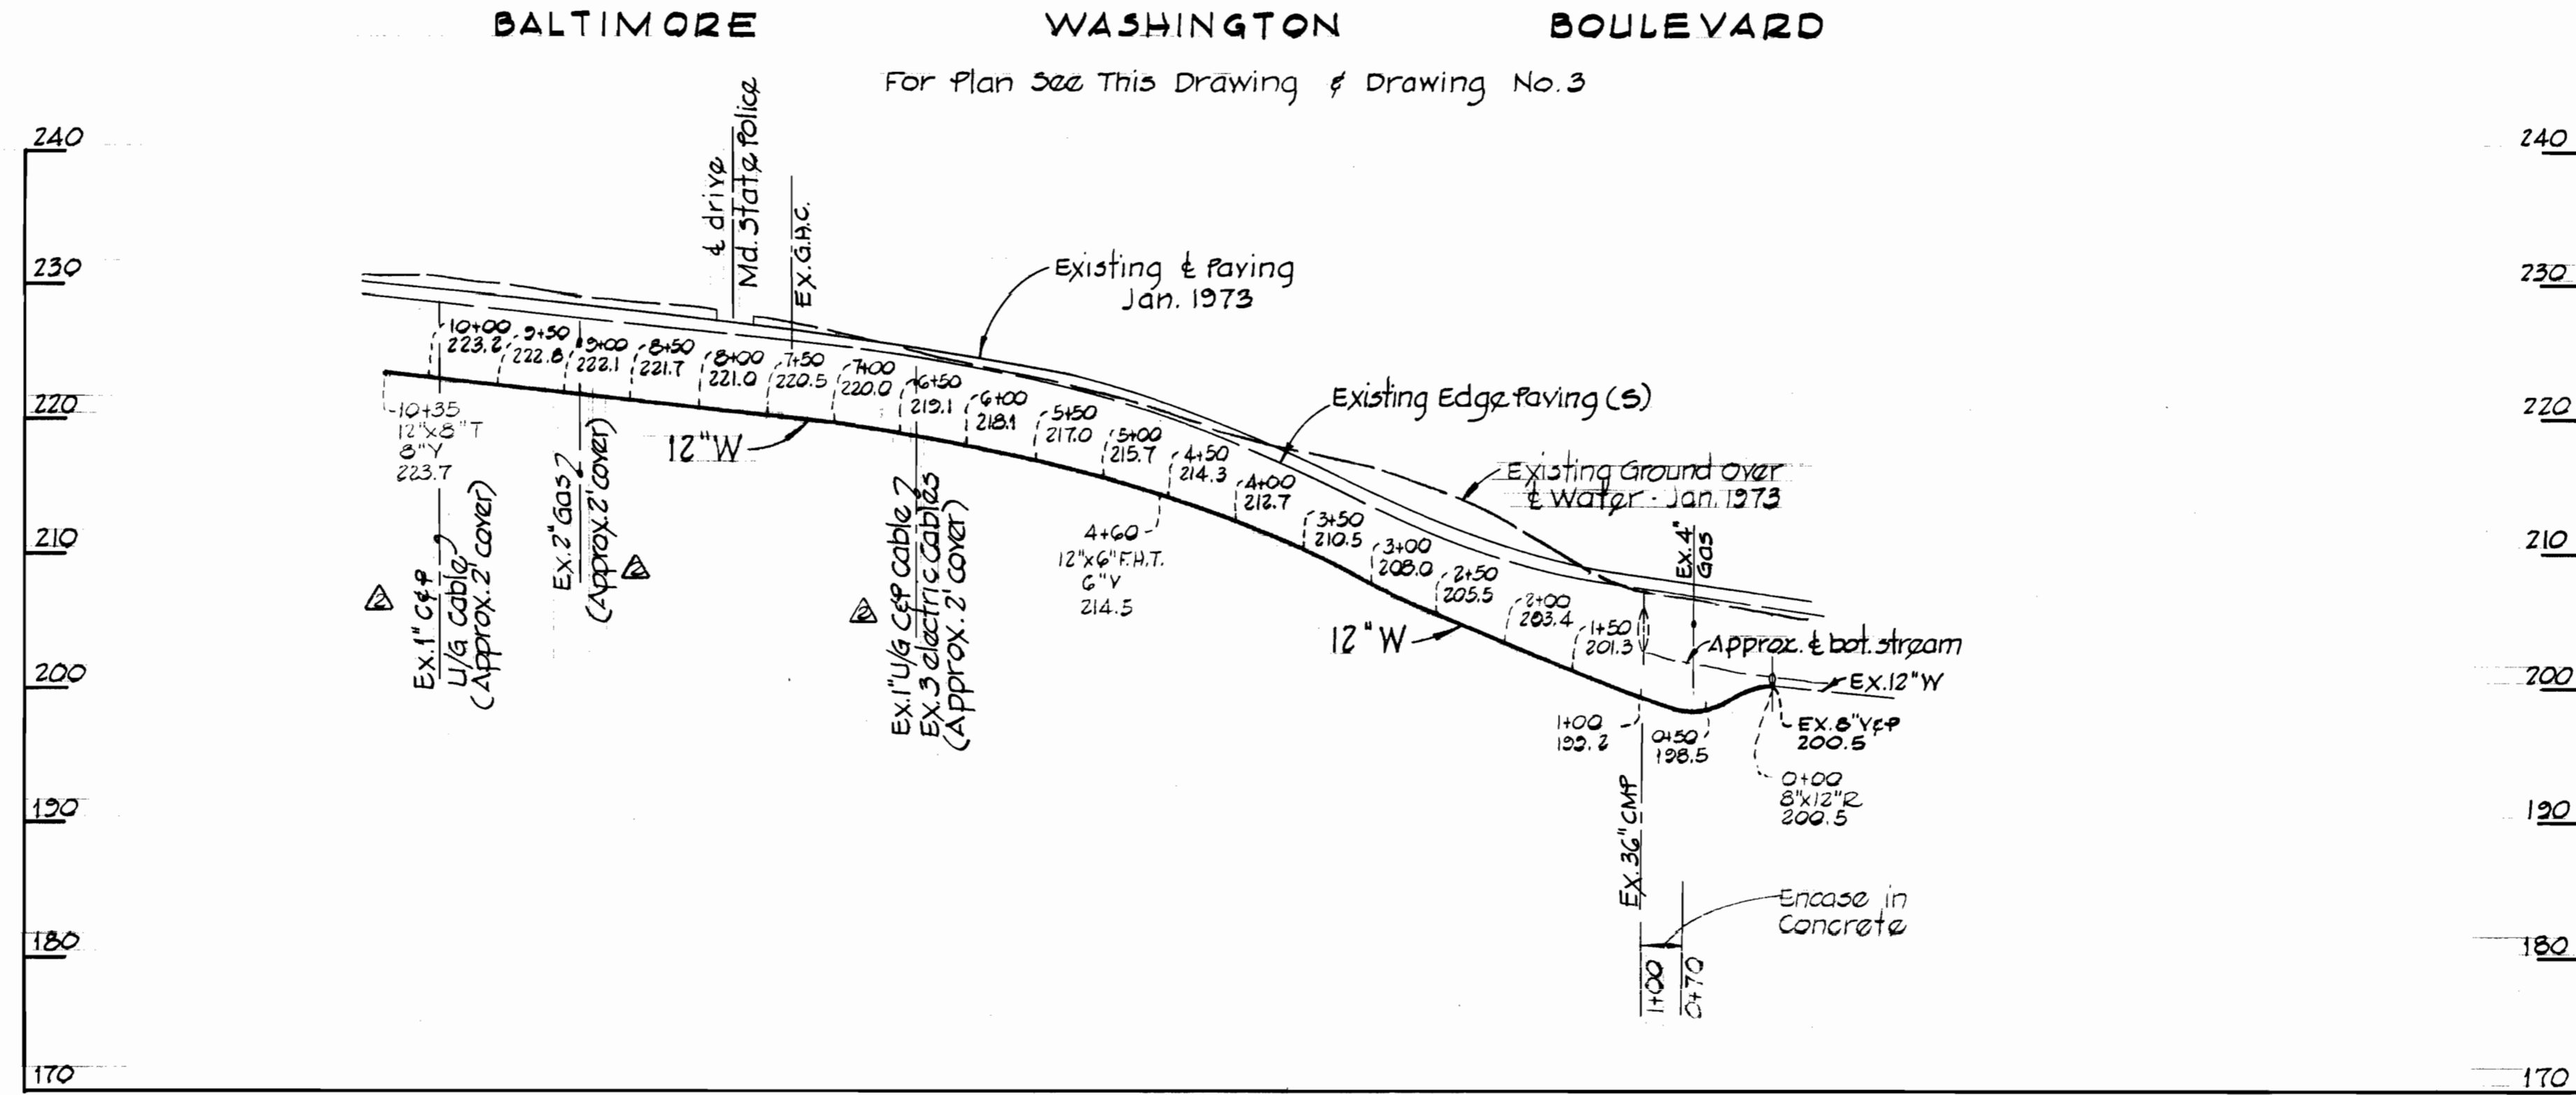 BALTIMORE WASHINGTON BOULEVARD
For Plan See This Drawing & Drawing No. 3
240
230
220
210
200
190
180
170
℄ drive
Md. State Police
EX. G.H.C.
Existing ℄ Paving
Jan. 1973
Existing Edge Paving (S)
Existing Ground Over
℄ Water - Jan. 1973
10+00
223.2
9+50
222.8
9+00
222.1
8+50
221.7
8+00
221.0
7+50
220.5
7+00
220.0
6+50
219.1
6+00
218.1
5+50
217.0
5+00
215.7
4+50
214.3
4+00
212.7
3+50
210.5
3+00
208.0
2+50
205.5
2+00
203.4
1+50
201.3
10+35
12"x8"T
8"V
223.7
12"W
4+60
12"x6"F.H.T.
6"V
214.5
12"W
2
Ex. 1" C&P
U/G cable
(Approx. 2' cover)
Ex. 2" Gas
(Approx. 2' cover)
2
2
Ex. 1" U/G C&P cable
Ex. 3 electric cables
(Approx. 2' cover)
Ex. 4"
Gas
Approx. ℄ bot. stream
EX. 12"W
1+00
199.2
0+50
198.5
EX. 8"V&P
200.5
0+00
8"x12"R
200.5
EX. 36" CMP
Encase in
Concrete
1+00
0+70
240
230
220
210
200
190
180
170